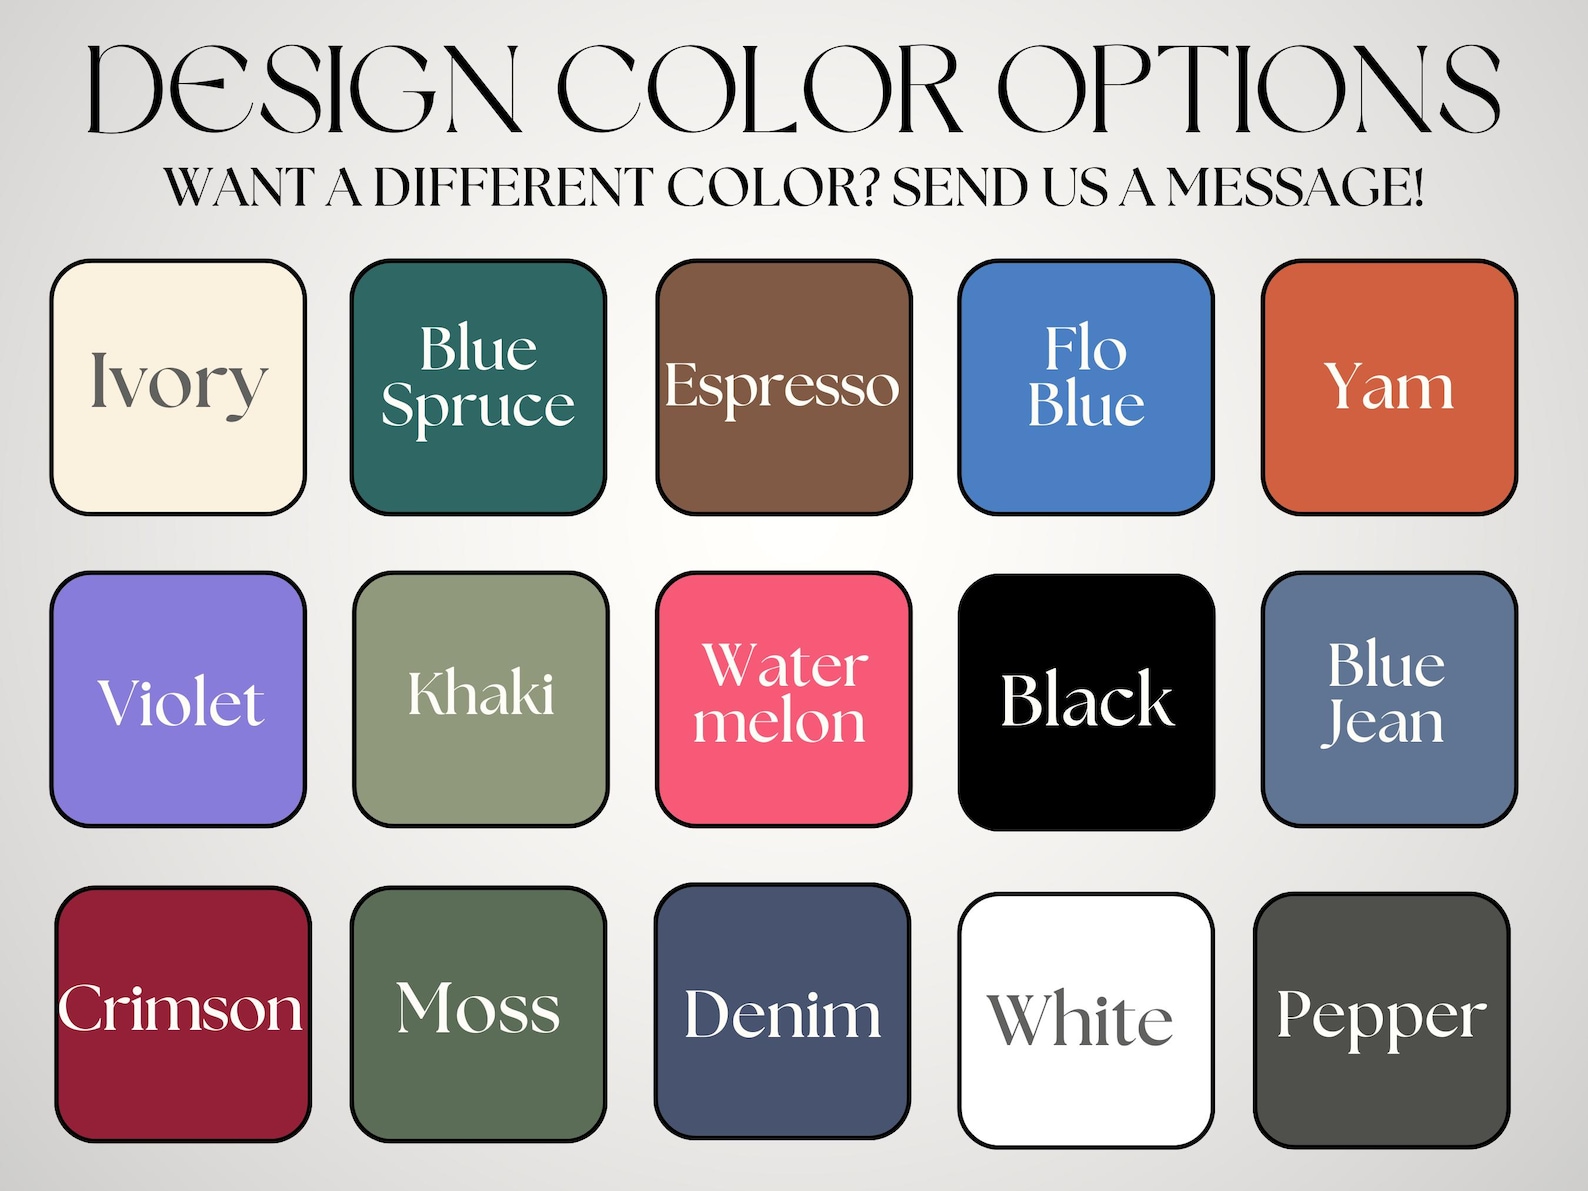 DESIGN COLOR OPTIONS
WANT A DIFFERENT COLOR? SEND US A MESSAGE!
Ivory
Blue
Spruce
Espresso
Flo
Blue
Yam
Violet
Khaki
Water
melon
Black
Blue
Jean
Crimson
Moss
Denim
White
Pepper